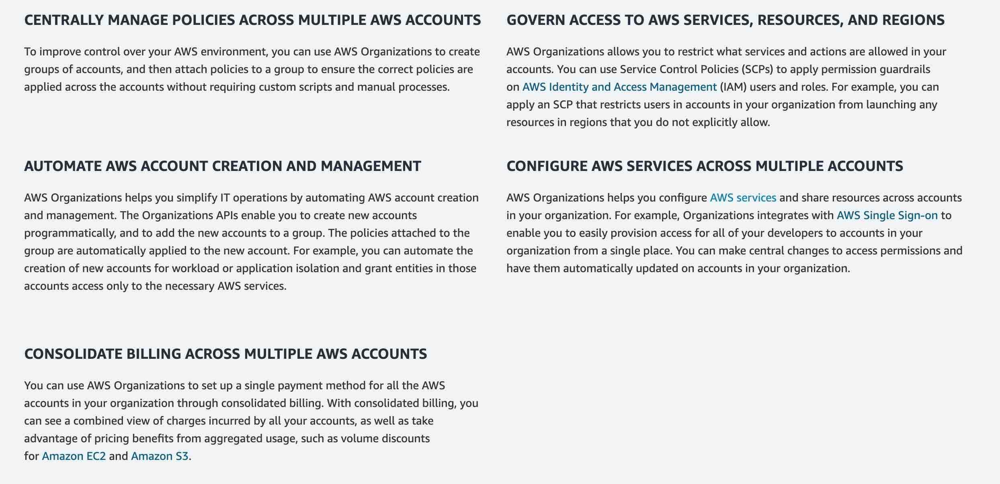 CENTRALLY MANAGE POLICIES ACROSS MULTIPLE AWS ACCOUNTS
To improve control over your AWS environment, you can use AWS Organizations to create
groups of accounts, and then attach policies to a group to ensure the correct policies are
applied across the accounts without requiring custom scripts and manual processes.
GOVERN ACCESS TO AWS SERVICES, RESOURCES, AND REGIONS
AWS Organizations allows you to restrict what services and actions are allowed in your
accounts. You can use Service Control Policies (SCPs) to apply permission guardrails
on AWS Identity and Access Management (IAM) users and roles. For example, you can
apply an SCP that restricts users in accounts in your organization from launching any
resources in regions that you do not explicitly allow.
AUTOMATE AWS ACCOUNT CREATION AND MANAGEMENT
AWS Organizations helps you simplify IT operations by automating AWS account creation
and management. The Organizations APIs enable you to create new accounts
programmatically, and to add the new accounts to a group. The policies attached to the
group are automatically applied to the new account. For example, you can automate the
creation of new accounts for workload or application isolation and grant entities in those
accounts access only to the necessary AWS services.
CONFIGURE AWS SERVICES ACROSS MULTIPLE ACCOUNTS
AWS Organizations helps you configure AWS services and share resources across accounts
in your organization. For example, Organizations integrates with AWS Single Sign-on to
enable you to easily provision access for all of your developers to accounts in your
organization from a single place. You can make central changes to access permissions and
have them automatically updated on accounts in your organization.
CONSOLIDATE BILLING ACROSS MULTIPLE AWS ACCOUNTS
You can use AWS Organizations to set up a single payment method for all the AWS
accounts in your organization through consolidated billing. With consolidated billing, you
can see a combined view of charges incurred by all your accounts, as well as take
advantage of pricing benefits from aggregated usage, such as volume discounts
for Amazon EC2 and Amazon S3.